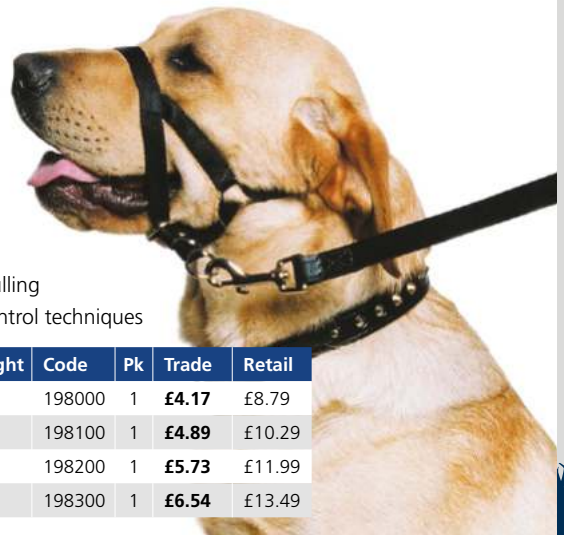 lling
ntrol techniques
ght Code Pk Trade Retail
198000 1 £4.17 £8.79
198100 1 £4.89 £10.29
198200 1 £5.73 £11.99
198300 1 £6.54 £13.49